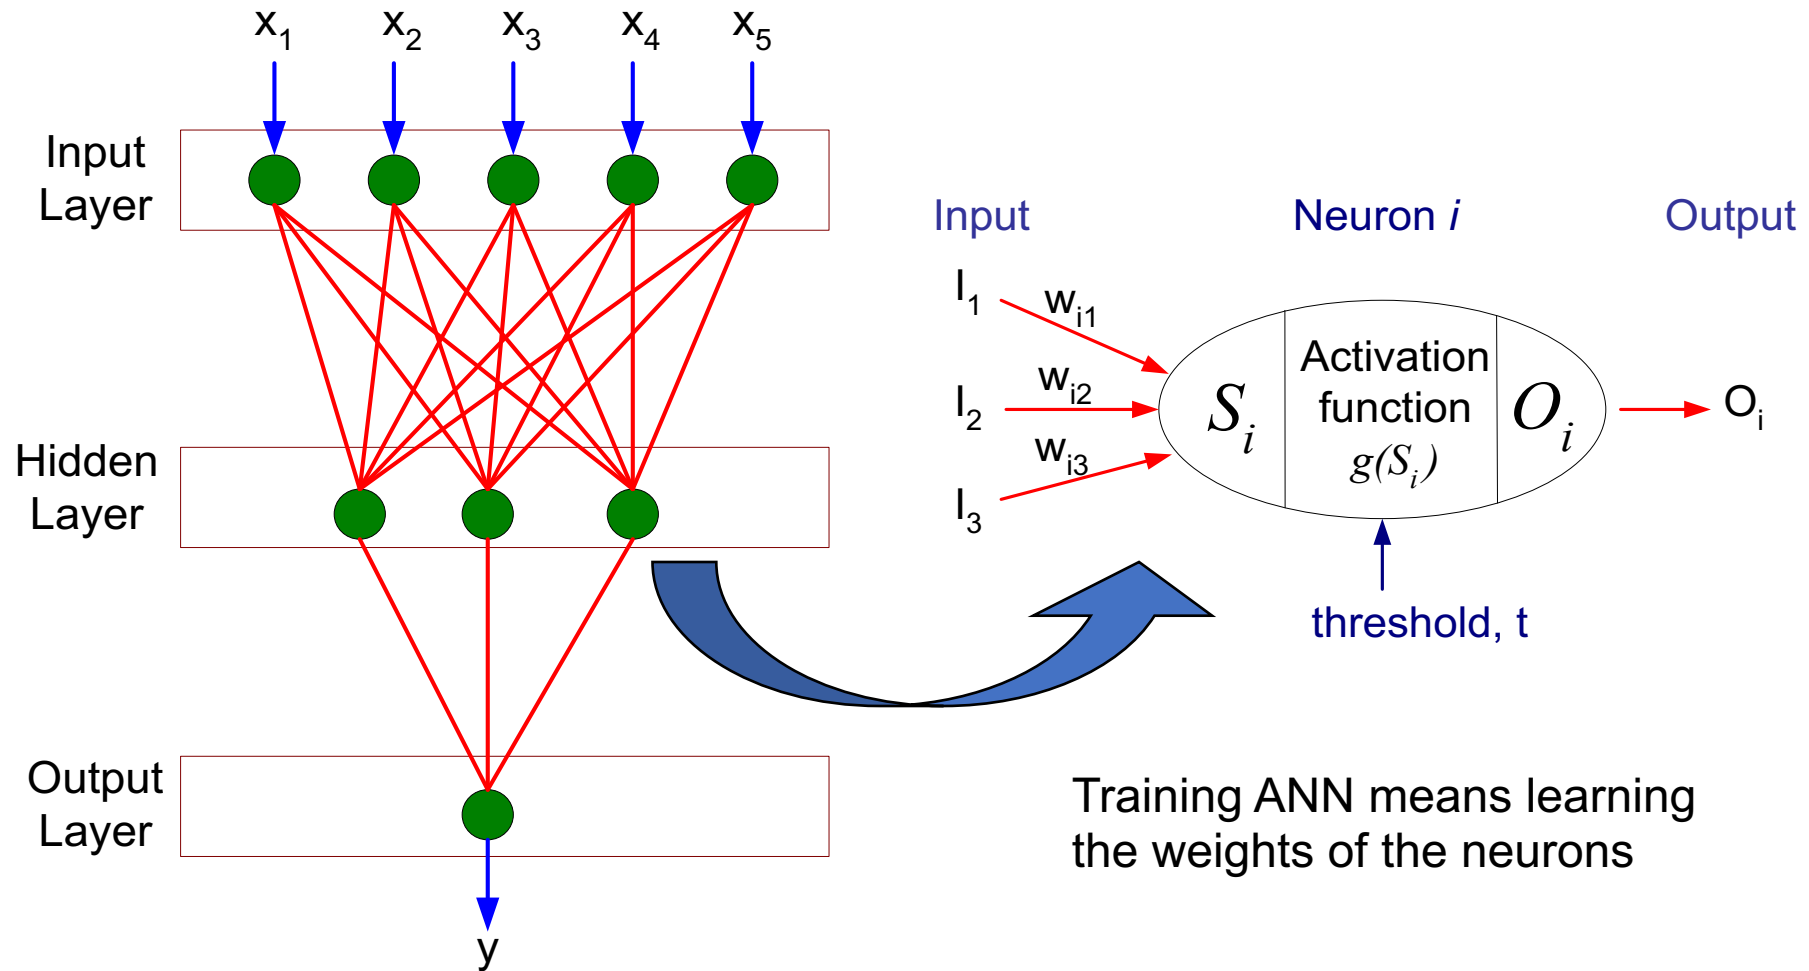 x₁ x₂ x₃ x₄ x₅
Input
Layer
Hidden
Layer
Output
Layer
y
Input Neuron i Output
I₁ wᵢ₁
I₂ wᵢ₂
I₃ wᵢ₃
Sᵢ
Activation
function
g(Sᵢ)
Oᵢ
Oᵢ
threshold, t
Training ANN means learning
the weights of the neurons